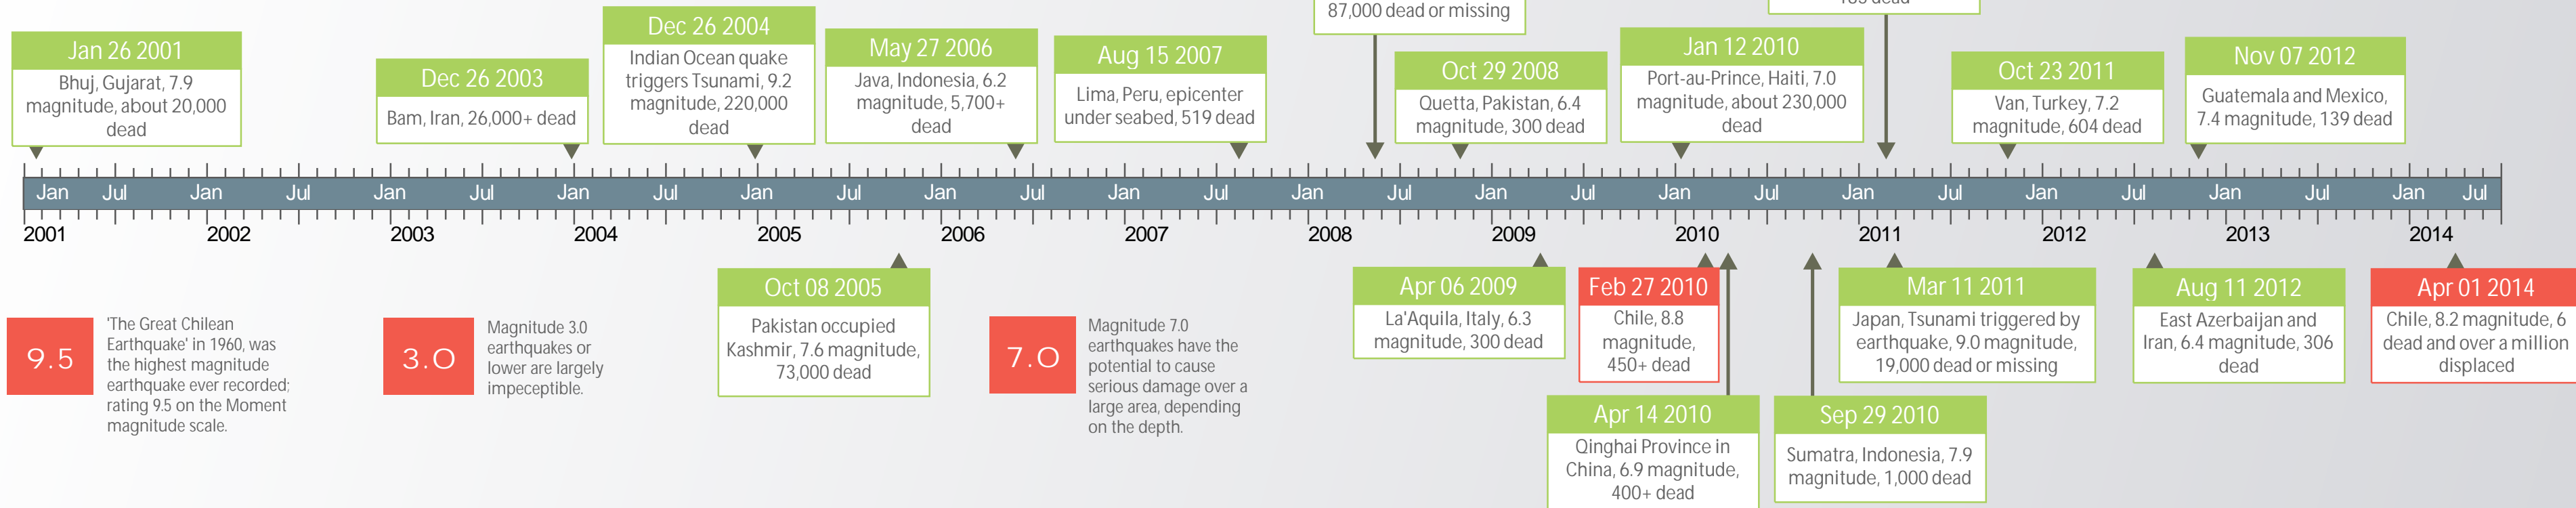 87,000 dead or missing
dead
Jan 26 2001
Bhuj, Gujarat, 7.9
magnitude, about 20,000
dead
Dec 26 2003
Bam, Iran, 26,000+ dead
Dec 26 2004
Indian Ocean quake
triggers Tsunami, 9.2
magnitude, 220,000
dead
May 27 2006
Java, Indonesia, 6.2
magnitude, 5,700+
dead
Aug 15 2007
Lima, Peru, epicenter
under seabed, 519 dead
Oct 29 2008
Quetta, Pakistan, 6.4
magnitude, 300 dead
Jan 12 2010
Port-au-Prince, Haiti, 7.0
magnitude, about 230,000
dead
Oct 23 2011
Van, Turkey, 7.2
magnitude, 604 dead
Nov 07 2012
Guatemala and Mexico,
7.4 magnitude, 139 dead
Jan Jul Jan Jul Jan Jul Jan Jul Jan Jul Jan Jul Jan Jul Jan Jul Jan Jul Jan Jul Jan Jul Jan Jul Jan Jul Jan Jul
2001 2002 2003 2004 2005 2006 2007 2008 2009 2010 2011 2012 2013 2014
9.5
'The Great Chilean
Earthquake' in 1960, was
the highest magnitude
earthquake ever recorded;
rating 9.5 on the Moment
magnitude scale.
3.0
Magnitude 3.0
earthquakes or
lower are largely
impeceptible.
Oct 08 2005
Pakistan occupied
Kashmir, 7.6 magnitude,
73,000 dead
7.0
Magnitude 7.0
earthquakes have the
potential to cause
serious damage over a
large area, depending
on the depth.
Apr 06 2009
La'Aquila, Italy, 6.3
magnitude, 300 dead
Feb 27 2010
Chile, 8.8
magnitude,
450+ dead
Mar 11 2011
Japan, Tsunami triggered by
earthquake, 9.0 magnitude,
19,000 dead or missing
Aug 11 2012
East Azerbaijan and
Iran, 6.4 magnitude, 306
dead
Apr 01 2014
Chile, 8.2 magnitude, 6
dead and over a million
displaced
Apr 14 2010
Qinghai Province in
China, 6.9 magnitude,
400+ dead
Sep 29 2010
Sumatra, Indonesia, 7.9
magnitude, 1,000 dead